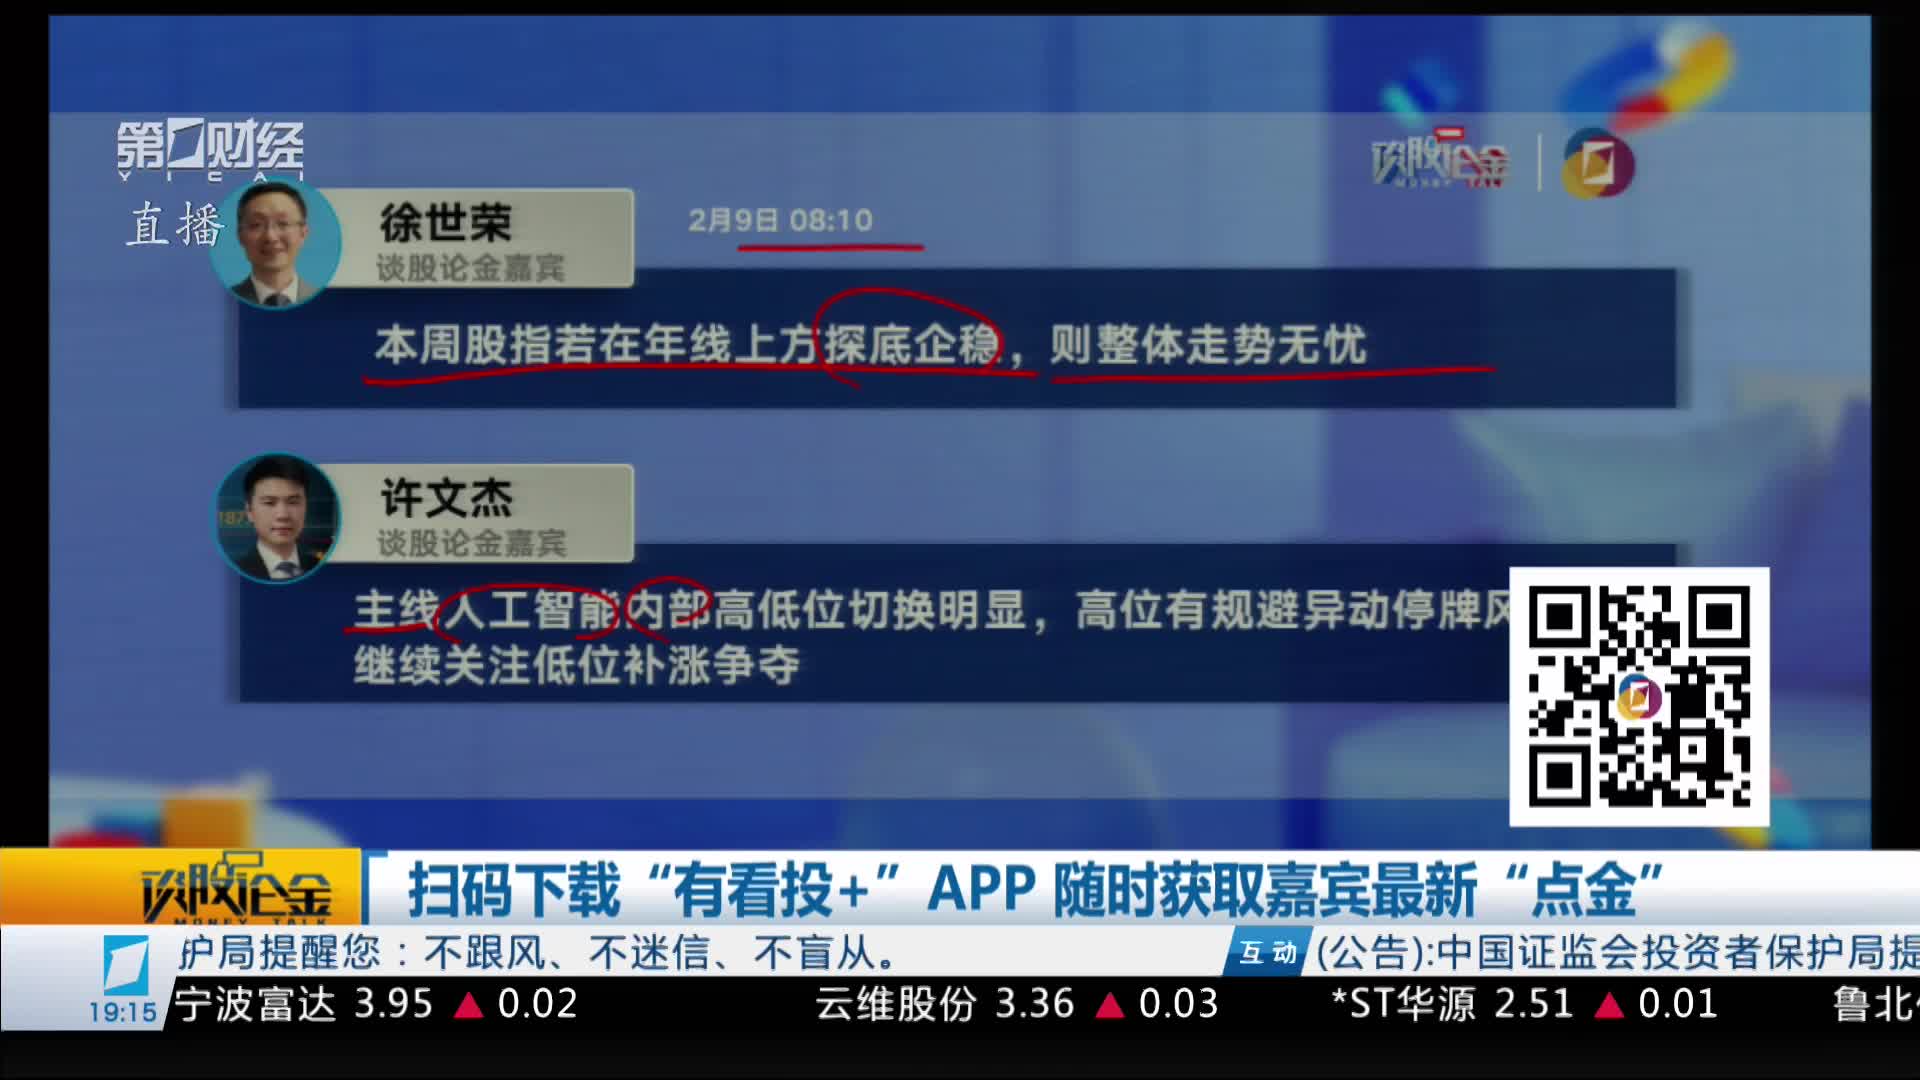 第一财经
YICAI
直播
谈股论金
MONEY TALK
徐世荣
谈股论金嘉宾
2月9日 08:10
本周股指若在年线上方探底企稳，则整体走势无忧
许文杰
谈股论金嘉宾
主线人工智能内部高低位切换明显，高位有规避异动停牌风
继续关注低位补涨争夺
谈股论金
MONEY TALK
扫码下载“有看投+”APP 随时获取嘉宾最新“点金”
护局提醒您：不跟风、不迷信、不盲从。
互动
(公告):中国证监会投资者保护局提
19:15
宁波富达 3.95 ▲ 0.02 云维股份 3.36 ▲ 0.03 *ST华源 2.51 ▲ 0.01 鲁北